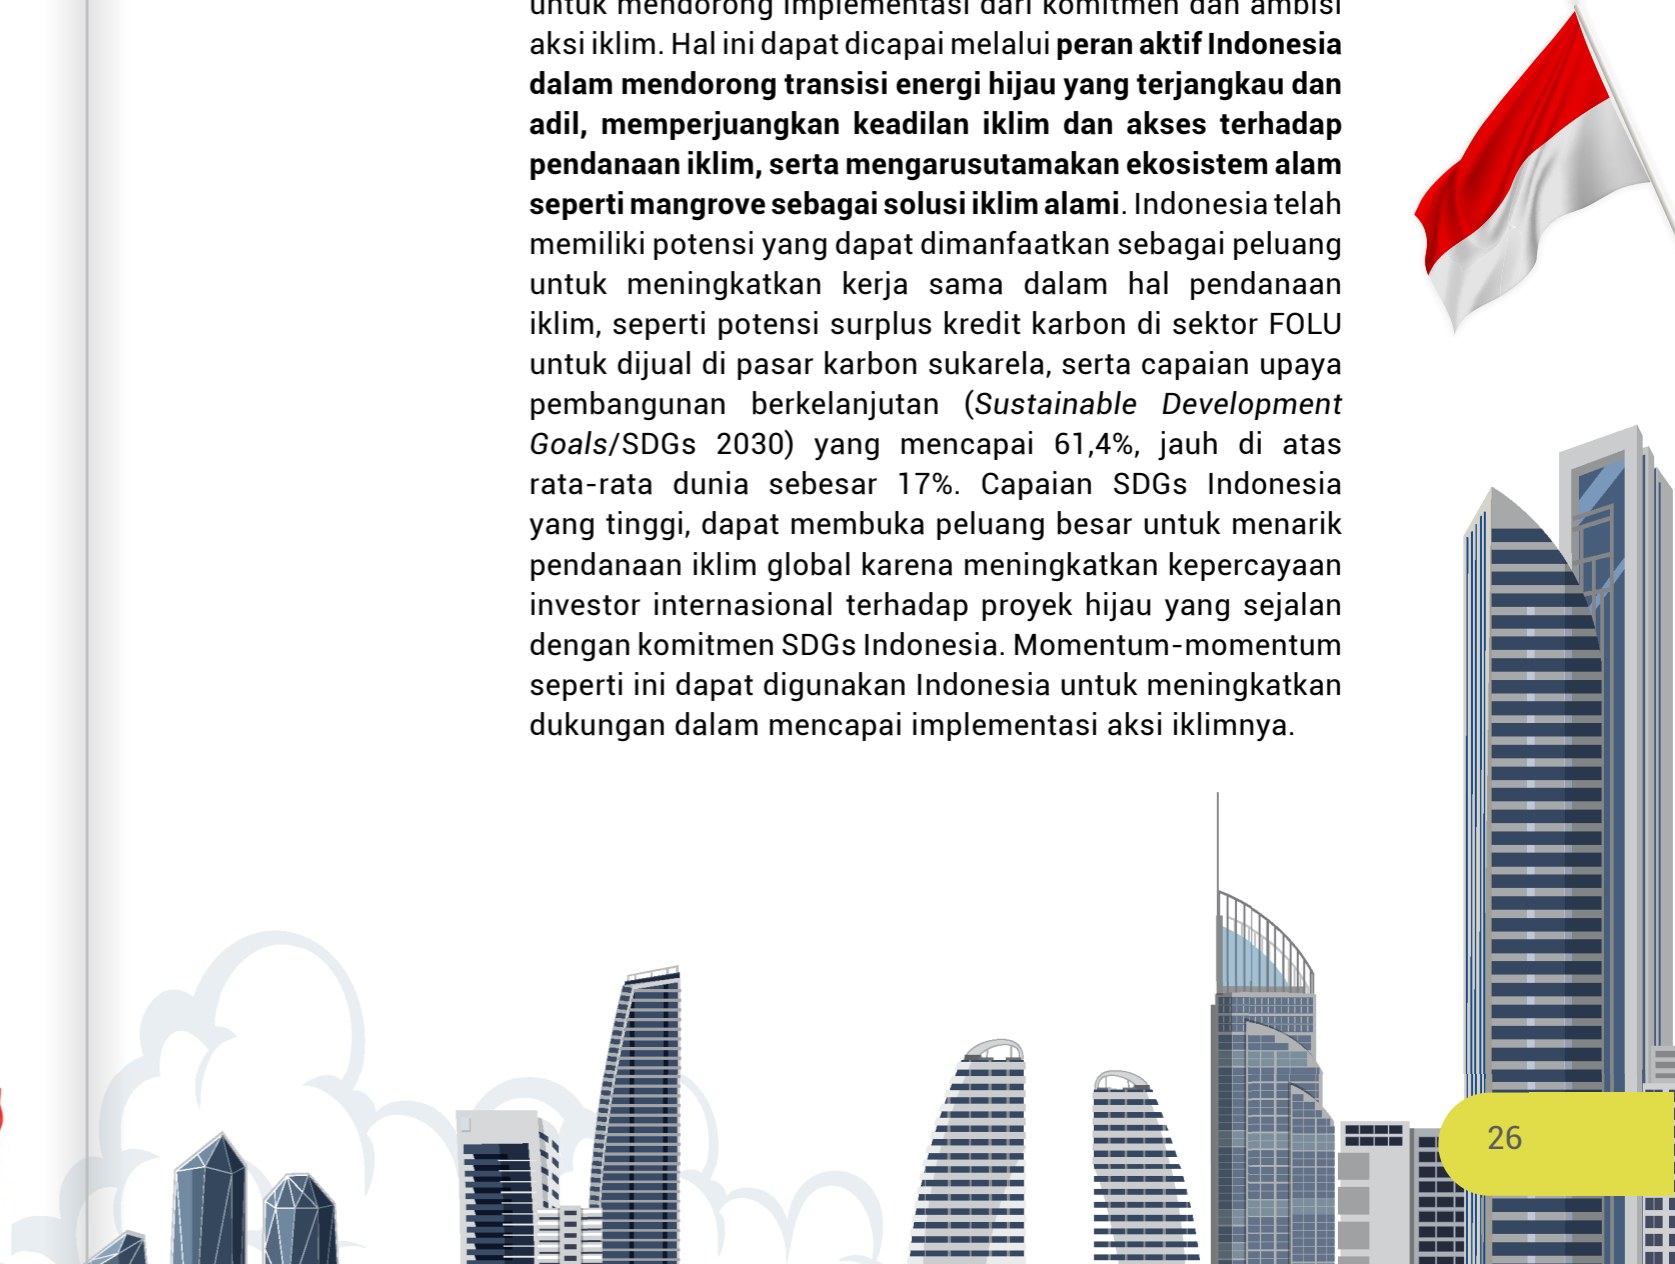 untuk mendorong implementasi dari komitmen dan ambisi
aksi iklim. Hal ini dapat dicapai melalui peran aktif Indonesia
dalam mendorong transisi energi hijau yang terjangkau dan
adil, memperjuangkan keadilan iklim dan akses terhadap
pendanaan iklim, serta mengarusutamakan ekosistem alam
seperti mangrove sebagai solusi iklim alami. Indonesia telah
memiliki potensi yang dapat dimanfaatkan sebagai peluang
untuk meningkatkan kerja sama dalam hal pendanaan
iklim, seperti potensi surplus kredit karbon di sektor FOLU
untuk dijual di pasar karbon sukarela, serta capaian upaya
pembangunan berkelanjutan (Sustainable Development
Goals/SDGs 2030) yang mencapai 61,4%, jauh di atas
rata-rata dunia sebesar 17%. Capaian SDGs Indonesia
yang tinggi, dapat membuka peluang besar untuk menarik
pendanaan iklim global karena meningkatkan kepercayaan
investor internasional terhadap proyek hijau yang sejalan
dengan komitmen SDGs Indonesia. Momentum-momentum
seperti ini dapat digunakan Indonesia untuk meningkatkan
dukungan dalam mencapai implementasi aksi iklimnya.
26